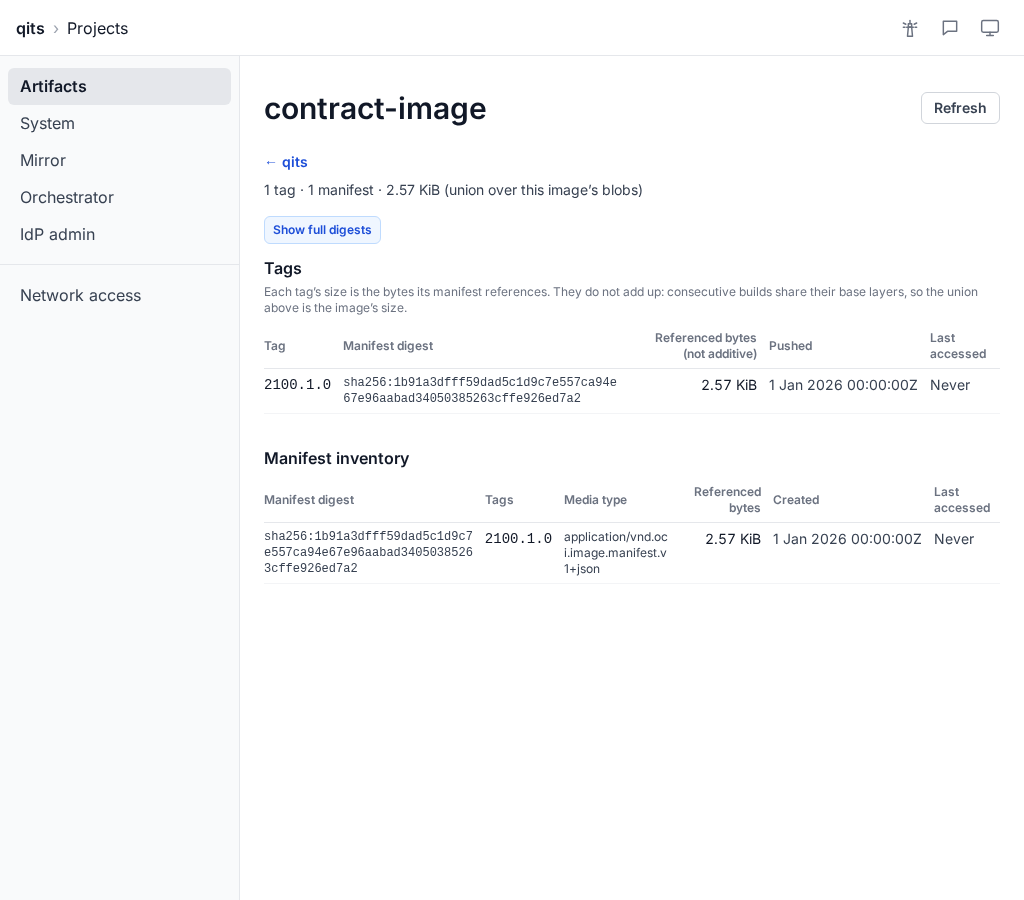 qits › Projects
Artifacts
System
Mirror
Orchestrator
IdP admin
Network access
contract-image
Refresh
← qits
1 tag · 1 manifest · 2.57 KiB (union over this image’s blobs)
Show full digests
Tags
Each tag’s size is the bytes its manifest references. They do not add up: consecutive builds share their base layers, so the union
above is the image’s size.
Tag Manifest digest Referenced bytes (not additive) Pushed Last accessed
2100.1.0 sha256:1b91a3dfff59dad5c1d9c7e557ca94e 2.57 KiB 1 Jan 2026 00:00:00Z Never
67e96aabad34050385263cffe926ed7a2
Manifest inventory
Manifest digest Tags Media type Referenced bytes Created Last accessed
sha256:1b91a3dfff59dad5c1d9c7 2100.1.0 application/vnd.oc 2.57 KiB 1 Jan 2026 00:00:00Z Never
e557ca94e67e96aabad3405038526 i.image.manifest.v
3cffe926ed7a2 1+json